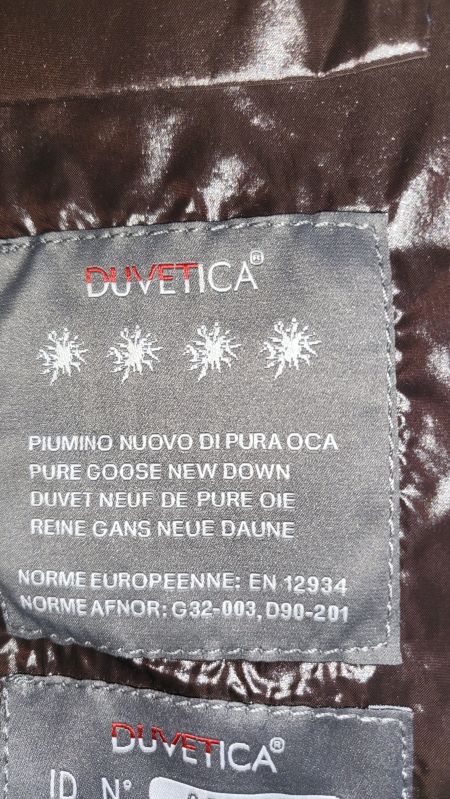 DUVETICA®
PIUMINO NUOVO DI PURA OCA
PURE GOOSE NEW DOWN
DUVET NEUF DE PURE OIE
REINE GANS NEUE DAUNE
NORME EUROPEENNE: EN 12934
NORME AFNOR: G32-003, D90-201
DUVETICA®
ID N°